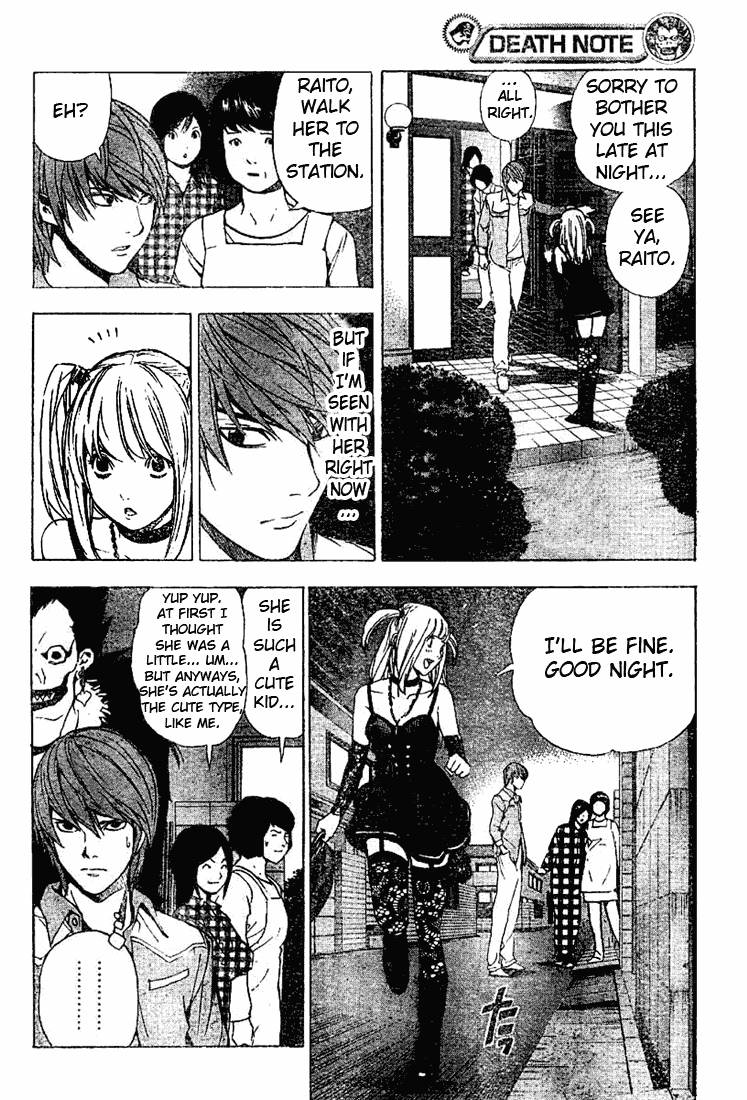 DEATH NOTE
SORRY TO
BOTHER
YOU THIS
LATE AT
NIGHT...
SEE
YA,
RAITO.
...
ALL
RIGHT.
RAITO,
WALK
HER TO
THE
STATION.
EH?
BUT
IF
I'M
SEEN
WITH
HER
RIGHT
NOW
...
I'LL BE FINE.
GOOD NIGHT.
タッ
SHE
IS
SUCH
A
CUTE
KID...
YUP YUP.
AT FIRST I
THOUGHT
SHE WAS A
LITTLE... UM...
BUT ANYWAYS,
SHE'S ACTUALLY
THE CUTE TYPE,
LIKE ME.
.........